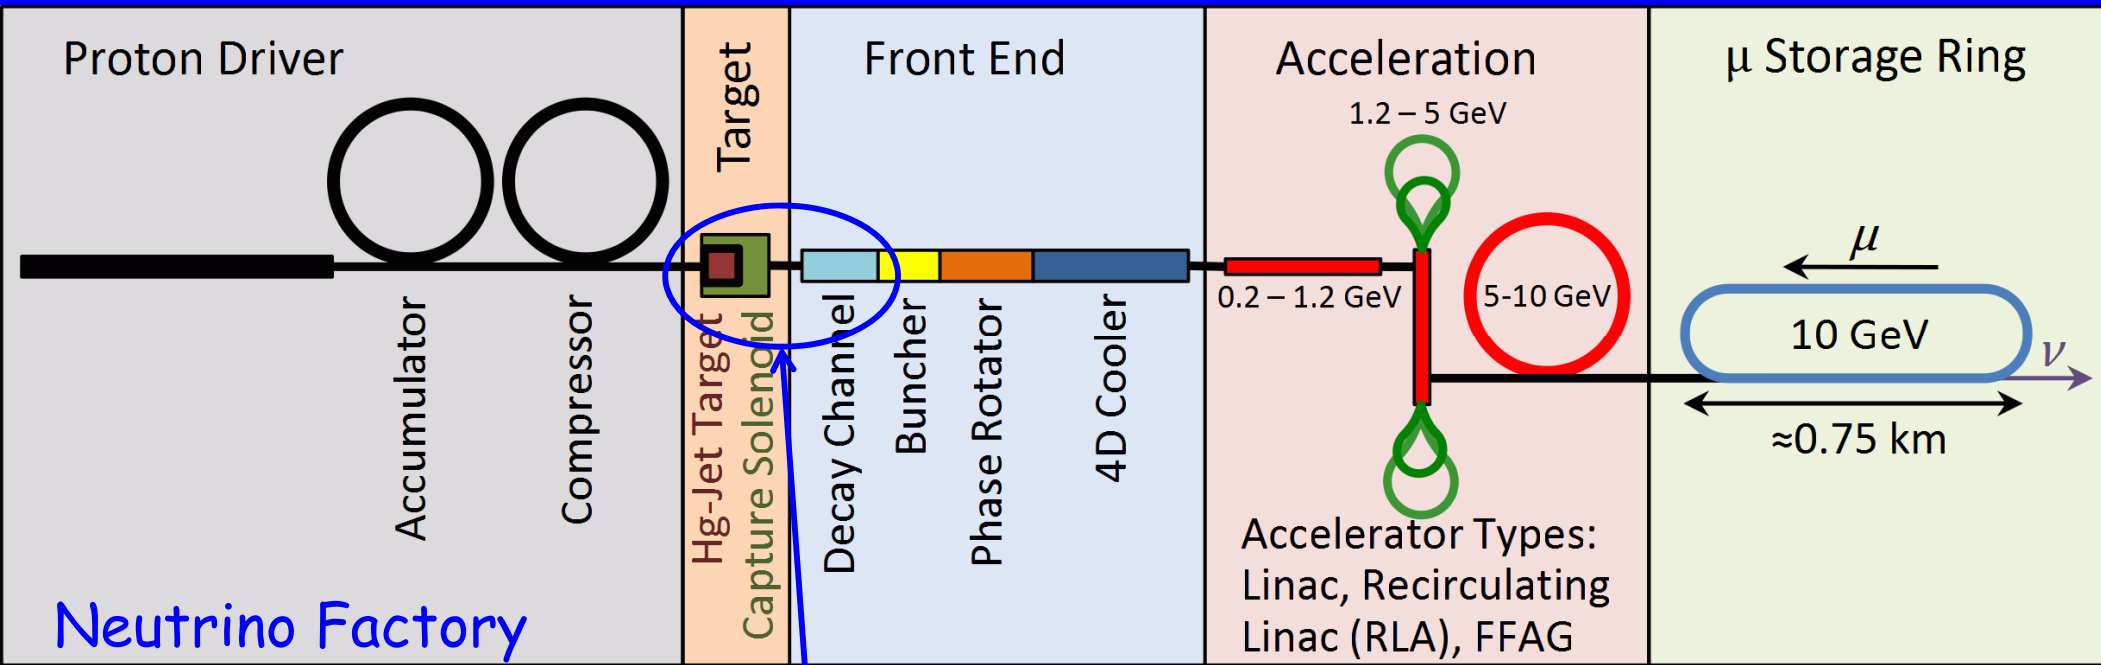 Proton Driver
Accumulator
Compressor
Neutrino Factory
Target
Hg-Jet Target
Capture Solenoid
Front End
Decay Channel
Buncher
Phase Rotator
4D Cooler
Acceleration
1.2 – 5 GeV
0.2 – 1.2 GeV
5-10 GeV
Accelerator Types:
Linac, Recirculating
Linac (RLA), FFAG
μ Storage Ring
μ
10 GeV
ν
≈0.75 km